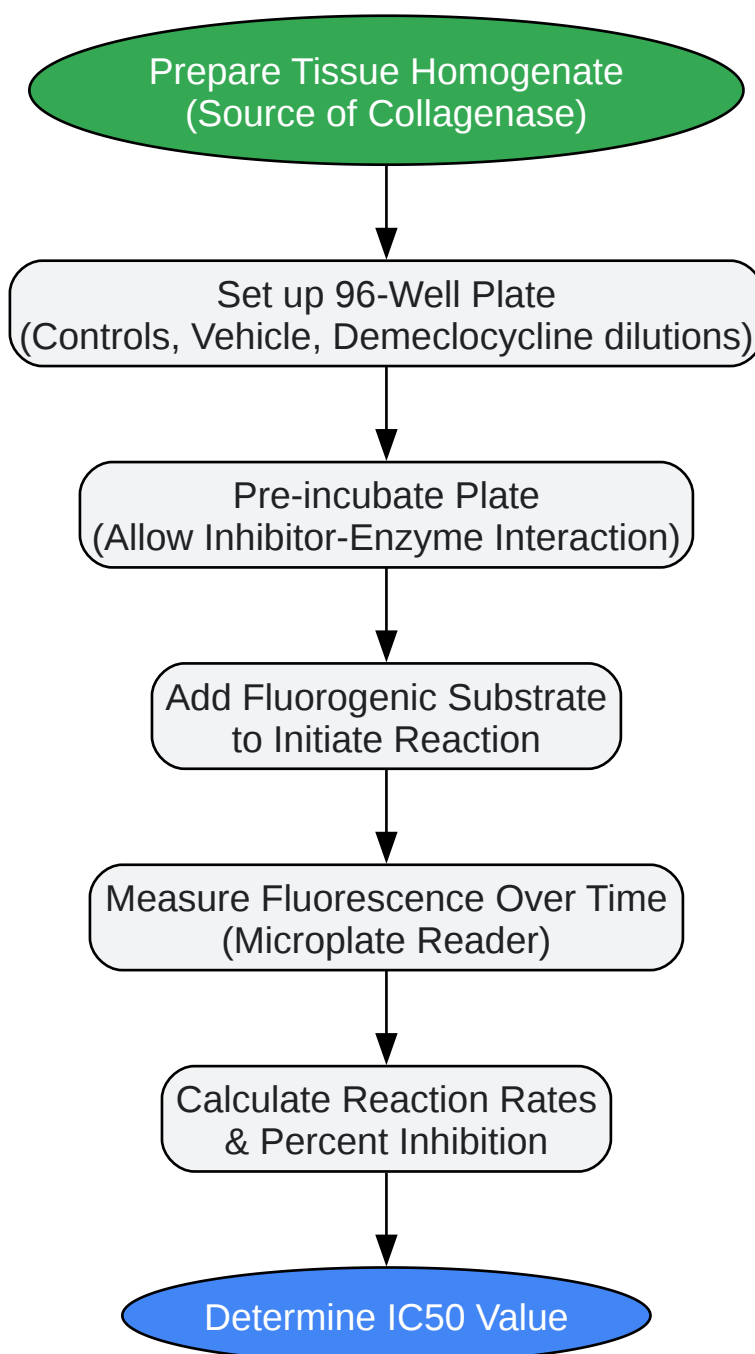 Prepare Tissue Homogenate
(Source of Collagenase)
Set up 96-Well Plate
(Controls, Vehicle, Demeclocycline dilutions)
Pre-incubate Plate
(Allow Inhibitor-Enzyme Interaction)
Add Fluorogenic Substrate
to Initiate Reaction
Measure Fluorescence Over Time
(Microplate Reader)
Calculate Reaction Rates
& Percent Inhibition
Determine IC50 Value